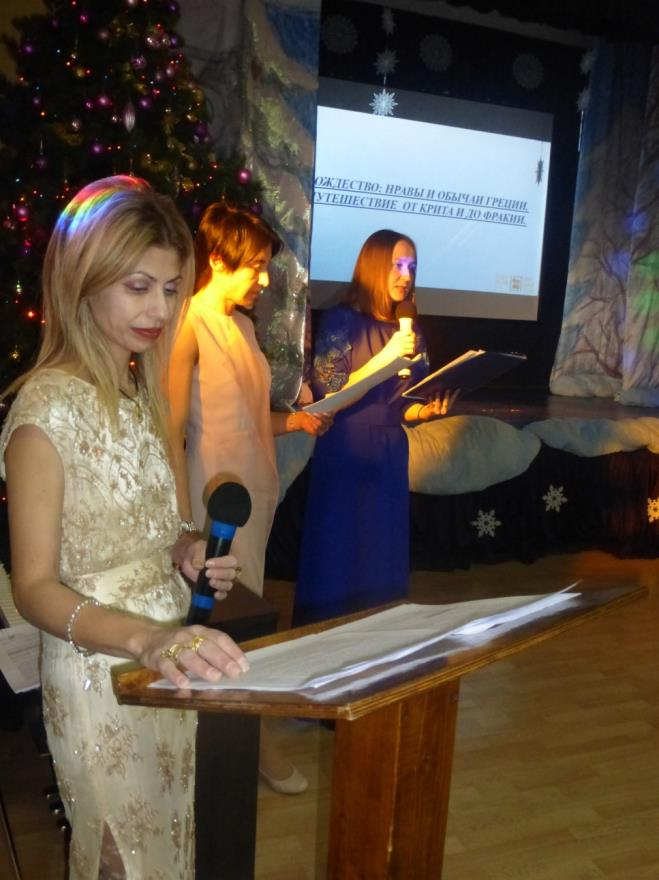 ОЖДЕСТВО: НРАВЫ И ОБЫЧАИ ГРЕЦИИ.
УТЕШЕСТВИЕ ОТ КРИТА И ДО ФРАКИИ.